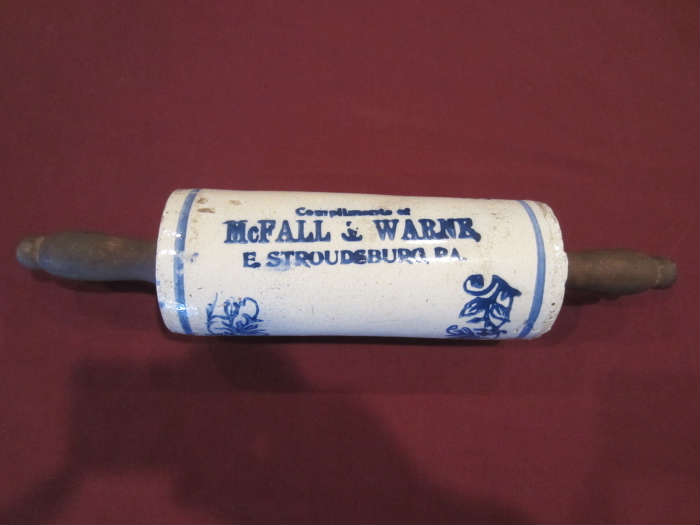 Compliments of
McFALL & WARNE,
E. STROUDSBURG, PA.